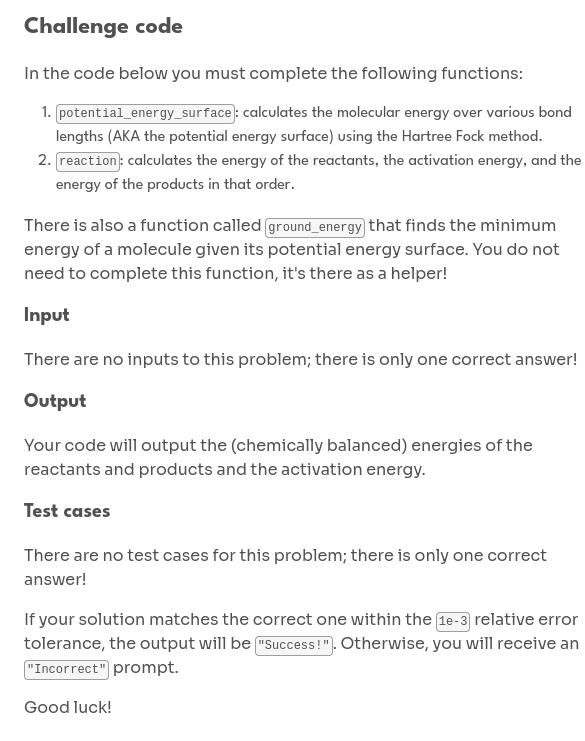 Challenge code
In the code below you must complete the following functions:
1. potential_energy_surface: calculates the molecular energy over various bond
lengths (AKA the potential energy surface) using the Hartree Fock method.
2. reaction: calculates the energy of the reactants, the activation energy, and the
energy of the products in that order.
There is also a function called ground_energy that finds the minimum
energy of a molecule given its potential energy surface. You do not
need to complete this function, it's there as a helper!
Input
There are no inputs to this problem; there is only one correct answer!
Output
Your code will output the (chemically balanced) energies of the
reactants and products and the activation energy.
Test cases
There are no test cases for this problem; there is only one correct
answer!
If your solution matches the correct one within the 1e-3 relative error
tolerance, the output will be "Success!". Otherwise, you will receive an
"Incorrect" prompt.
Good luck!